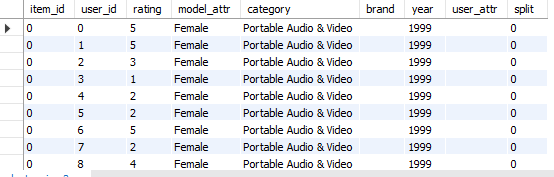 item_id user_id rating model_attr category brand year user_attr split
0 0 5 Female Portable Audio & Video 1999 0
0 1 5 Female Portable Audio & Video 1999 0
0 2 3 Female Portable Audio & Video 1999 0
0 3 1 Female Portable Audio & Video 1999 0
0 4 2 Female Portable Audio & Video 1999 0
0 5 2 Female Portable Audio & Video 1999 0
0 6 5 Female Portable Audio & Video 1999 0
0 7 2 Female Portable Audio & Video 1999 0
0 8 4 Female Portable Audio & Video 1999 0